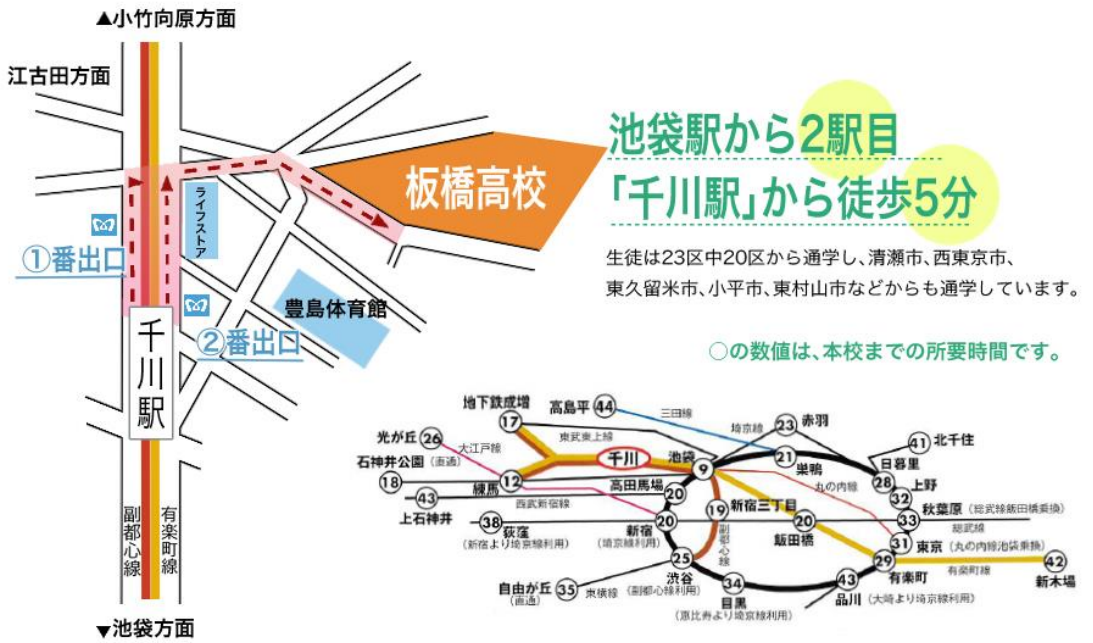 ▲小竹向原方面
江古田方面
ライフストア
板橋高校
①番出口
豊島体育館
②番出口
千川駅
副都心線
有楽町線
▼池袋方面
池袋駅から2駅目
「千川駅」から徒歩5分
生徒は23区中20区から通学し、清瀬市、西東京市、
東久留米市、小平市、東村山市などからも通学しています。
○の数値は、本校までの所要時間です。
地下鉄成増
17
高島平
44
三田線
埼京線
23
赤羽
光が丘
26
大江戸線
東武東上線
千川
池袋
9
21
巣鴨
41
北千住
日暮里
28
石神井公園(直通)
18
練馬
12
高田馬場
20
丸の内線
上野
32
43
上石神井
西武新宿線
19
新宿三丁目
秋葉原(総武線飯田橋乗換)
33
総武線
38
荻窪
(新宿より埼京線利用)
20
新宿
(埼京線利用)
副都心線
20
飯田橋
31
東京(丸の内線池袋乗換)
25
渋谷
(副都心線利用)
29
有楽町
有楽町線
42
新木場
自由が丘
(直通)
35
東横線
34
目黒
(恵比寿より埼京線利用)
43
品川(大崎より埼京線利用)